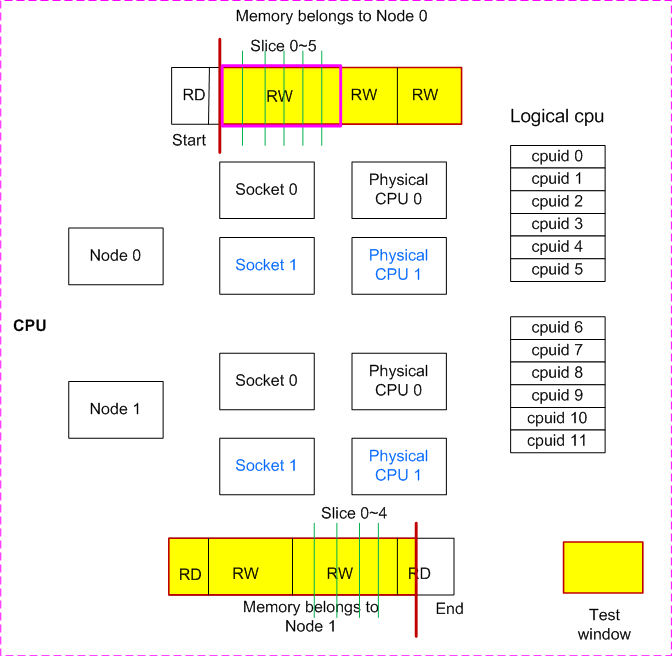 Memory belongs to Node 0
Slice 0~5
RD
RW
RW
RW
Start
Logical cpu
cpuid 0
cpuid 1
cpuid 2
cpuid 3
cpuid 4
cpuid 5
Socket 0
Physical
CPU 0
Node 0
Socket 1
Physical
CPU 1
CPU
cpuid 6
cpuid 7
cpuid 8
cpuid 9
cpuid 10
cpuid 11
Socket 0
Physical
CPU 0
Node 1
Socket 1
Physical
CPU 1
Slice 0~4
RD
RW
RW
RD
Memory belongs to
Node 1
End
Test
window